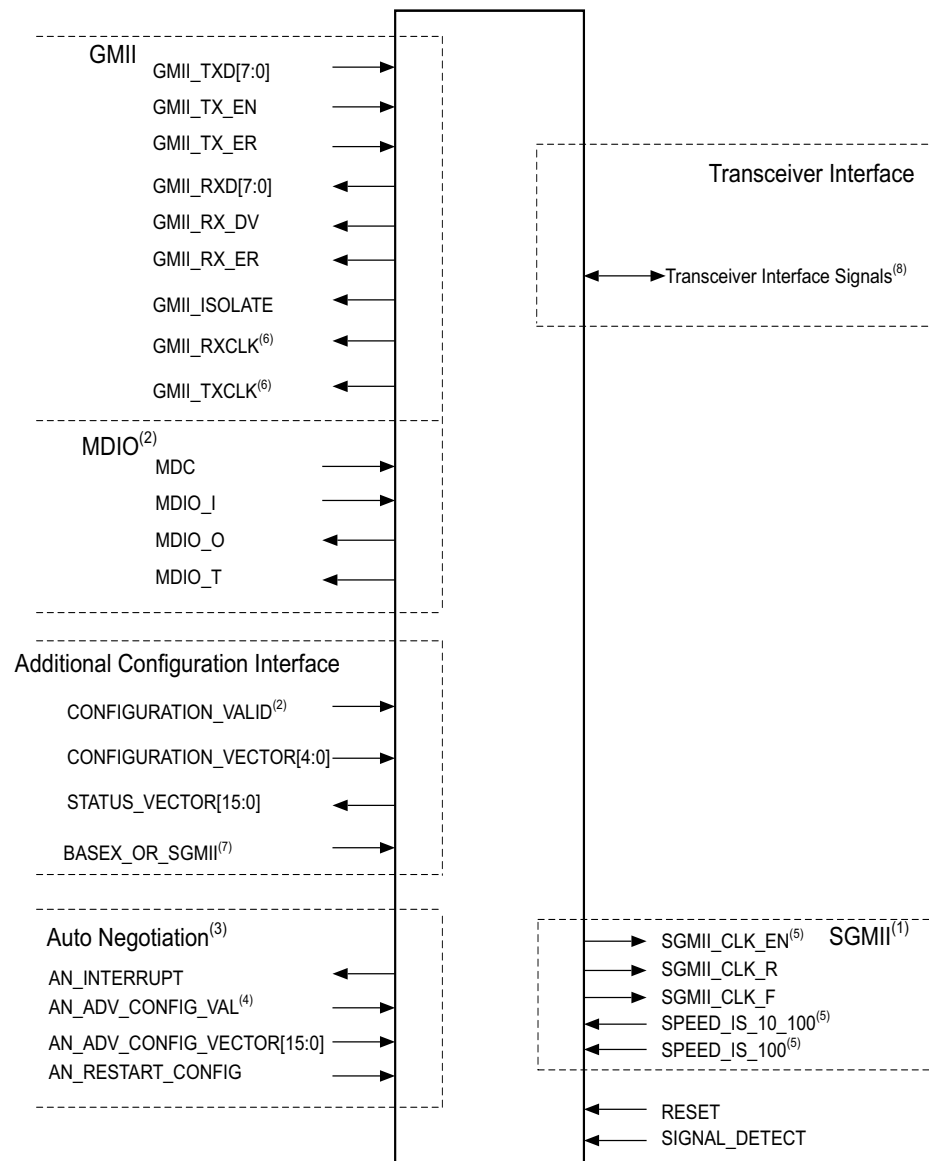 GMII
GMII_TXD[7:0]
GMII_TX_EN
GMII_TX_ER
GMII_RXD[7:0]
GMII_RX_DV
GMII_RX_ER
GMII_ISOLATE
GMII_RXCLK(6)
GMII_TXCLK(6)
MDIO(2)
MDC
MDIO_I
MDIO_O
MDIO_T
Additional Configuration Interface
CONFIGURATION_VALID(2)
CONFIGURATION_VECTOR[4:0]
STATUS_VECTOR[15:0]
BASEX_OR_SGMII(7)
Auto Negotiation(3)
AN_INTERRUPT
AN_ADV_CONFIG_VAL(4)
AN_ADV_CONFIG_VECTOR[15:0]
AN_RESTART_CONFIG
Transceiver Interface
Transceiver Interface Signals(8)
SGMII(1)
SGMII_CLK_EN(5)
SGMII_CLK_R
SGMII_CLK_F
SPEED_IS_10_100(5)
SPEED_IS_100(5)
RESET
SIGNAL_DETECT